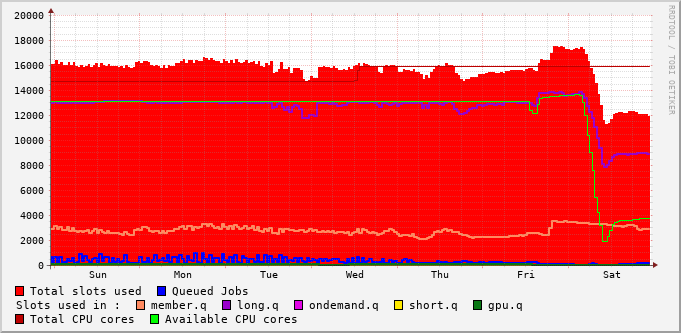 20000
18000
16000
14000
12000
10000
8000
6000
4000
2000
0
Sun Mon Tue Wed Thu Fri Sat
Total slots used Queued Jobs
Slots used in : member.q long.q ondemand.q short.q gpu.q
Total CPU cores Available CPU cores
RRDTOOL / TOBI OETIKER